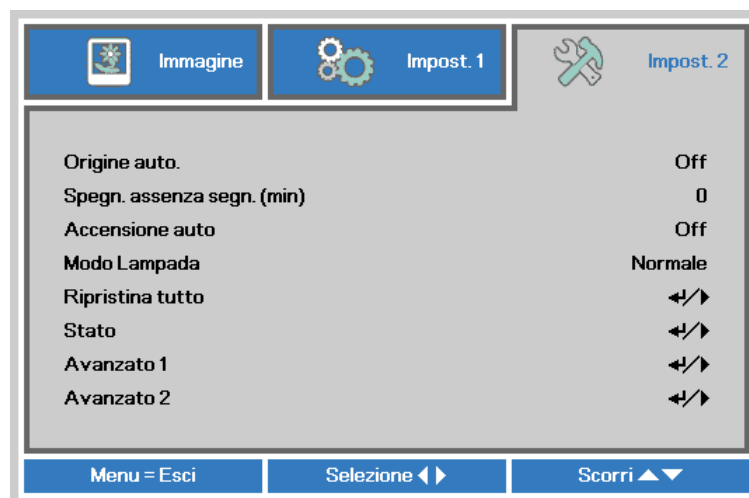 Immagine Impost. 1 Impost. 2
Origine auto. Off
Spegn. assenza segn. (min) 0
Accensione auto Off
Modo Lampada Normale
Ripristina tutto ↵/▶
Stato ↵/▶
Avanzato 1 ↵/▶
Avanzato 2 ↵/▶
Menu = Esci Selezione ◀▶ Scorri ▲▼